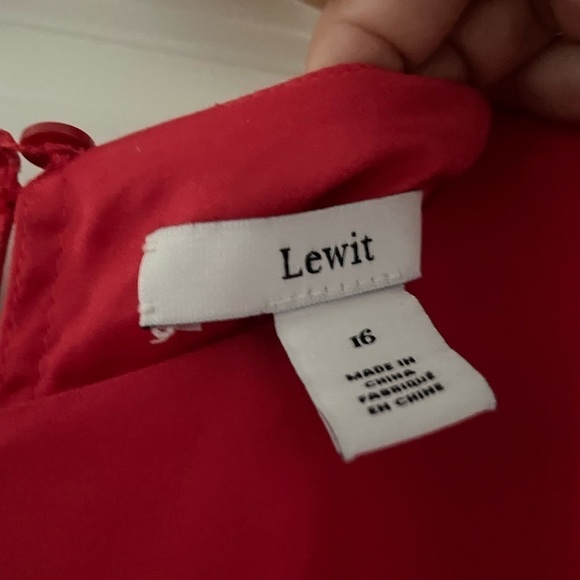 Lewit
16
MADE IN
CHINA
FABRIQUÉ
EN CHINE